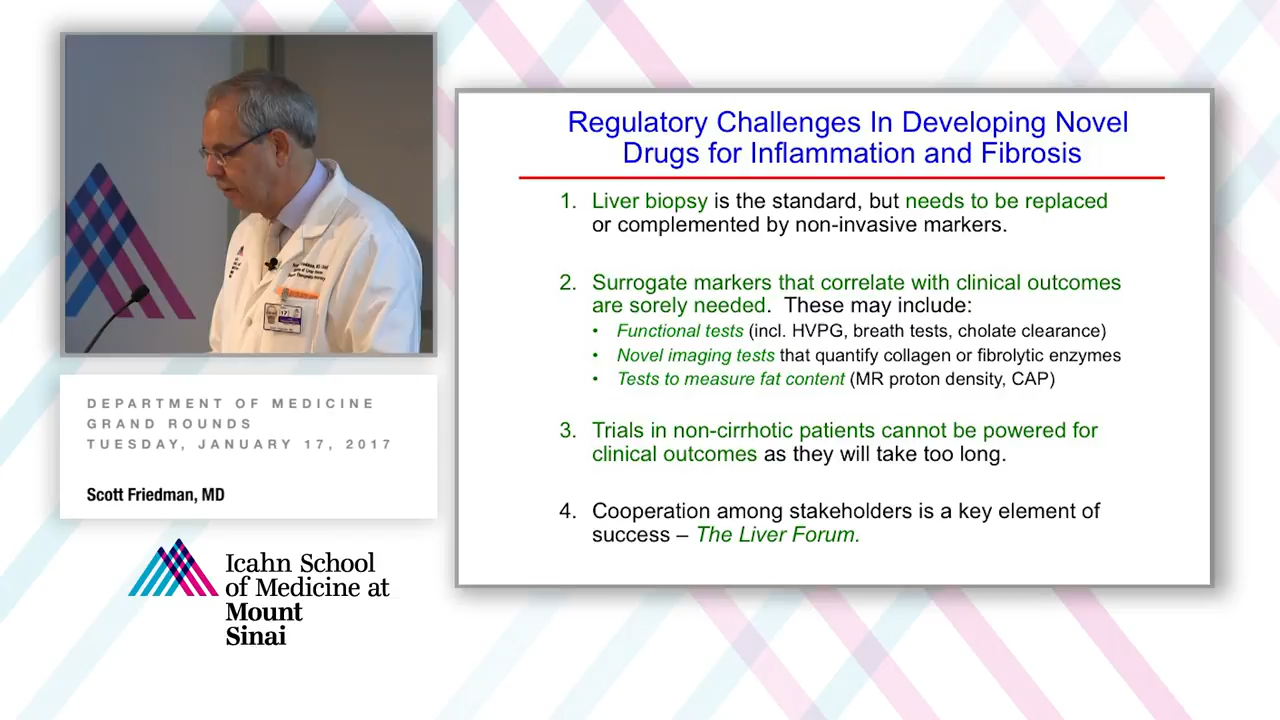 Regulatory Challenges In Developing Novel
Drugs for Inflammation and Fibrosis
1. Liver biopsy is the standard, but needs to be replaced
or complemented by non-invasive markers.
2. Surrogate markers that correlate with clinical outcomes
are sorely needed. These may include:
• Functional tests (incl. HVPG, breath tests, cholate clearance)
• Novel imaging tests that quantify collagen or fibrolytic enzymes
• Tests to measure fat content (MR proton density, CAP)
3. Trials in non-cirrhotic patients cannot be powered for
clinical outcomes as they will take too long.
4. Cooperation among stakeholders is a key element of
success – The Liver Forum.
DEPARTMENT OF MEDICINE
GRAND ROUNDS
TUESDAY, JANUARY 17, 2017
Scott Friedman, MD
Icahn School
of Medicine at
Mount
Sinai
17